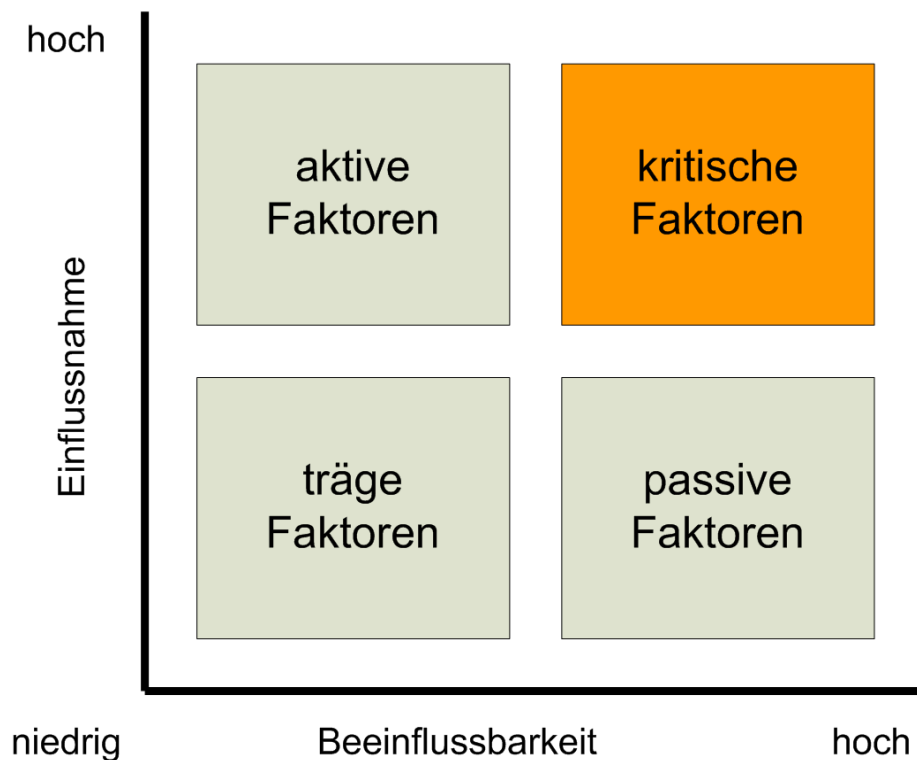 hoch
aktive
Faktoren
kritische
Faktoren
Einflussnahme
träge
Faktoren
passive
Faktoren
niedrig
Beeinflussbarkeit
hoch